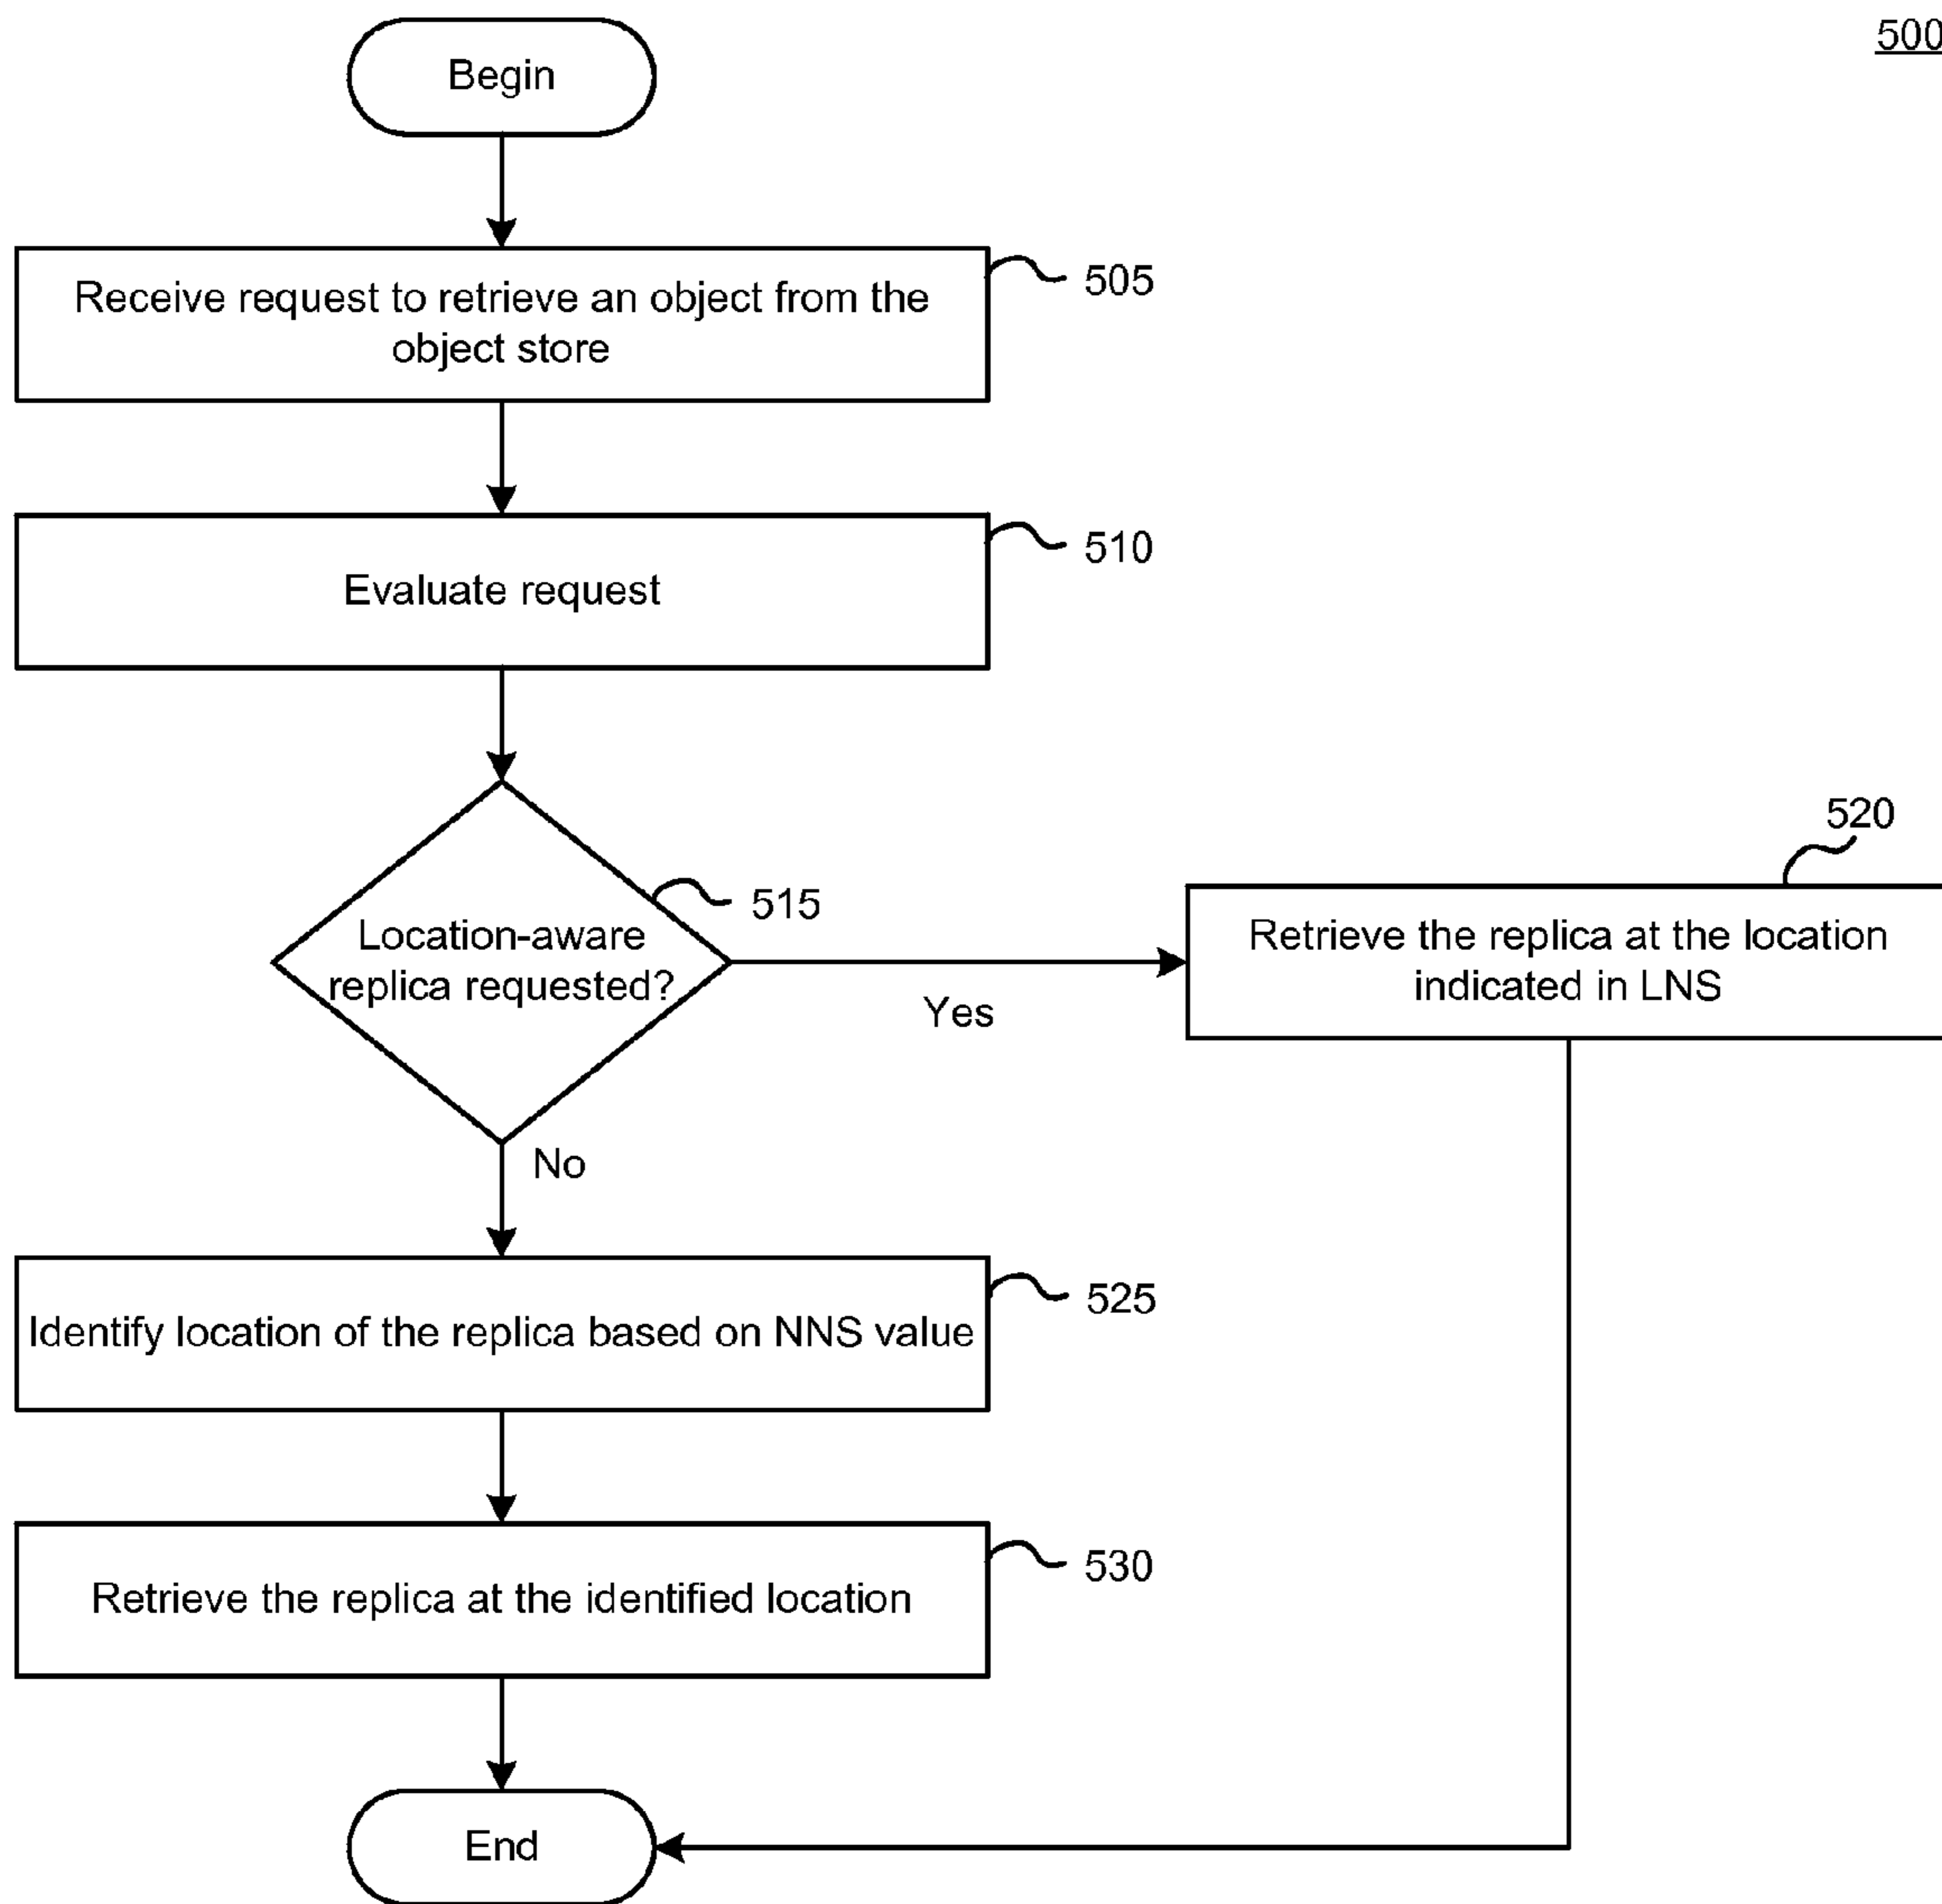 500
Begin
Receive request to retrieve an object from the
object store
505
Evaluate request
510
Location-aware
replica requested?
515
Yes
520
Retrieve the replica at the location
indicated in LNS
No
Identify location of the replica based on NNS value
525
Retrieve the replica at the identified location
530
End